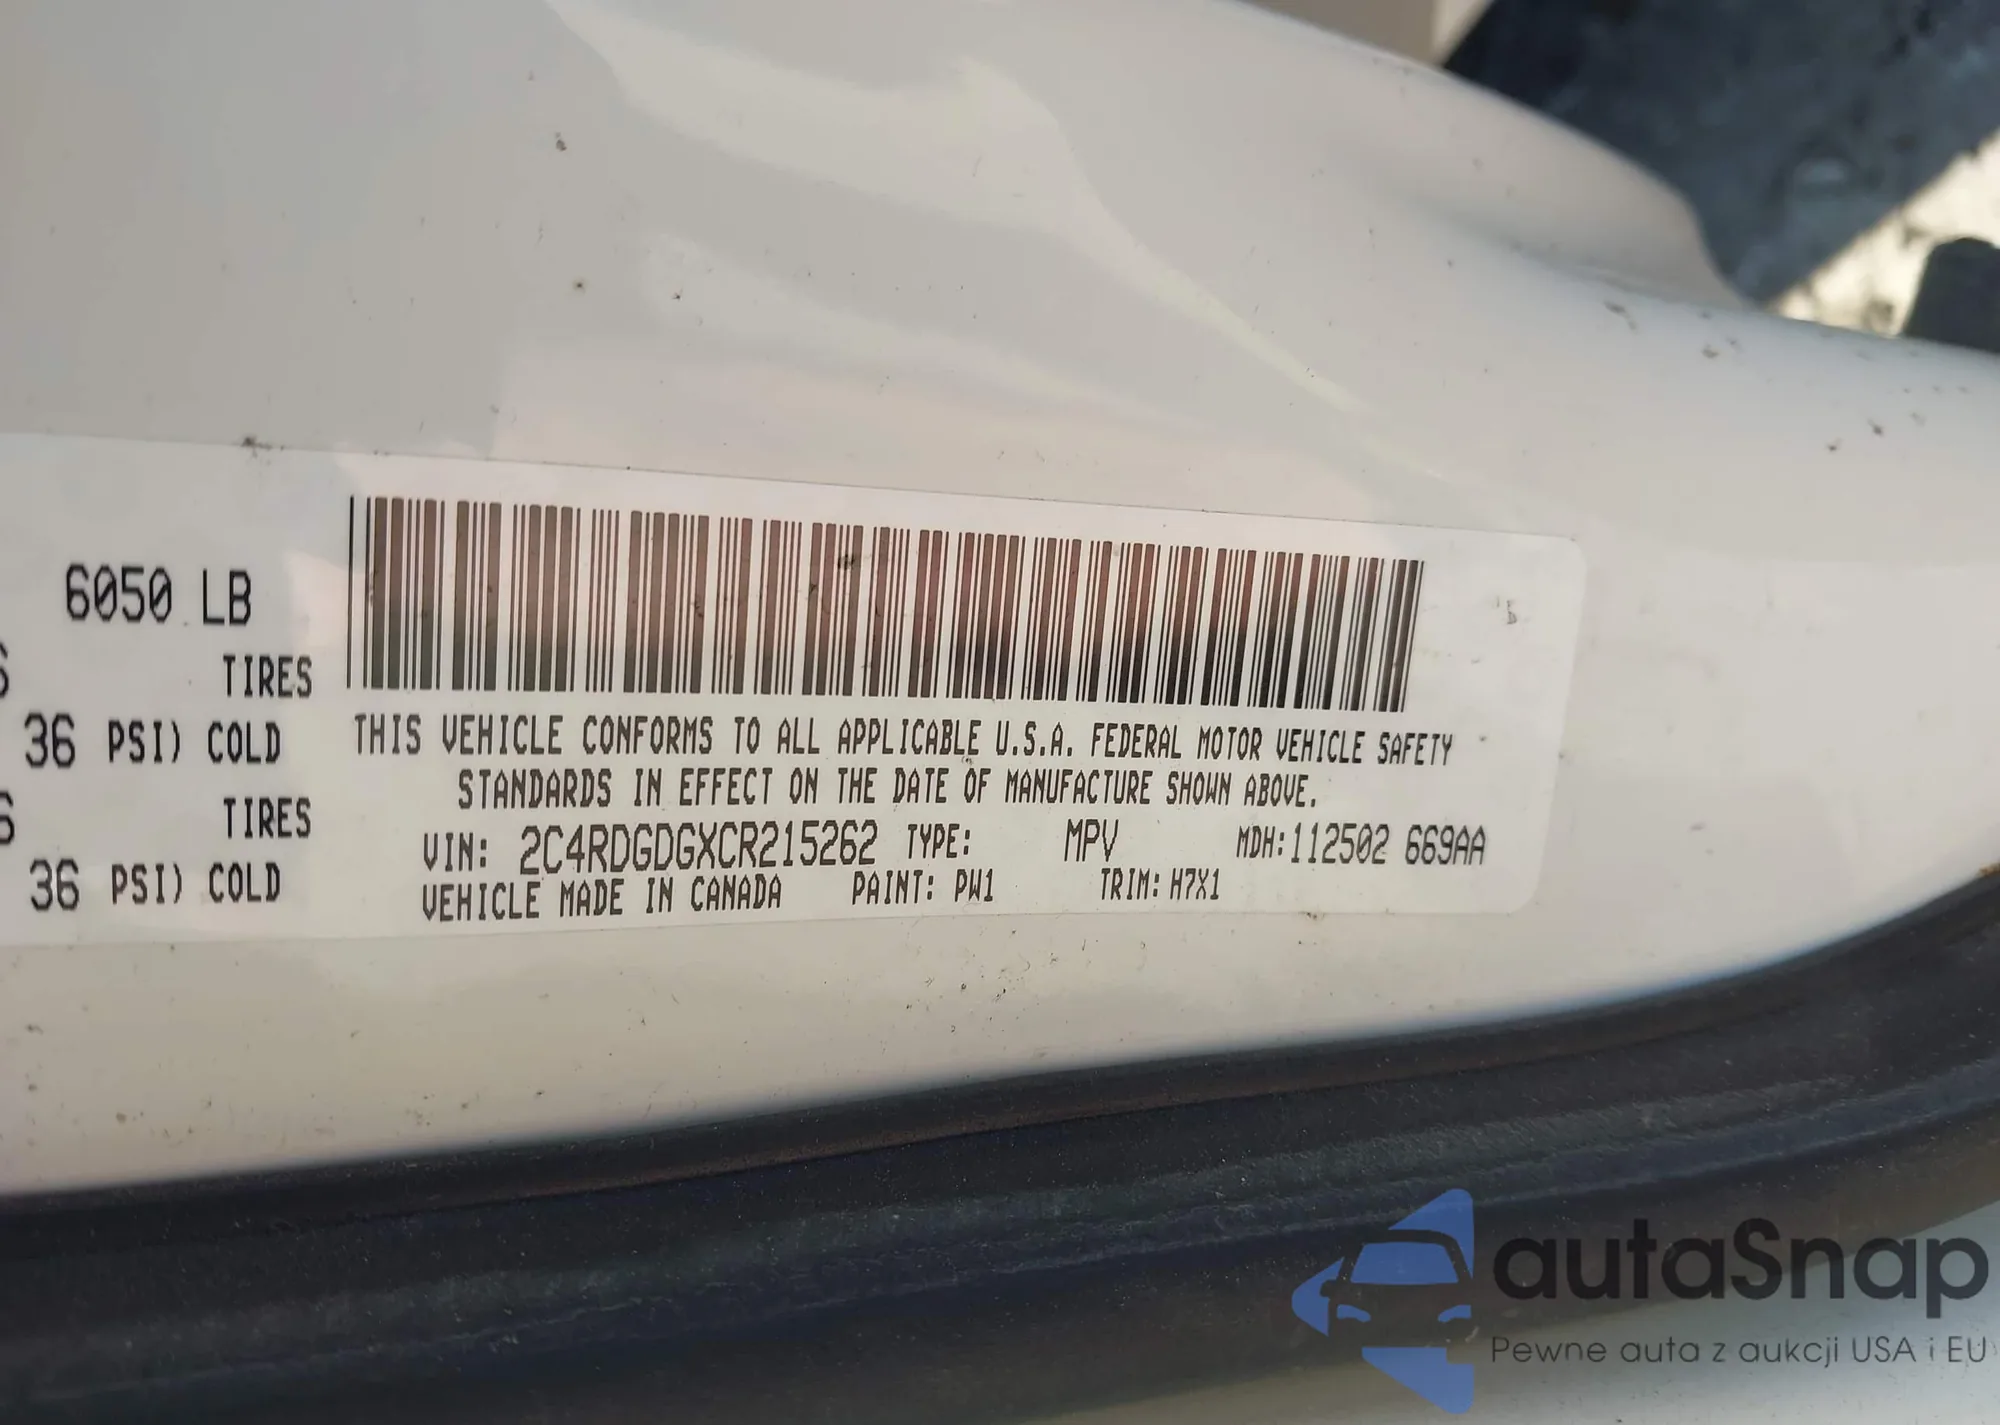 6050 LB
TIRES
36 PSI) COLD
TIRES
36 PSI) COLD
THIS VEHICLE CONFORMS TO ALL APPLICABLE U.S.A. FEDERAL MOTOR VEHICLE SAFETY
STANDARDS IN EFFECT ON THE DATE OF MANUFACTURE SHOWN ABOVE.
VIN: 2C4RDGDGXCR215262 TYPE: MPV MDH:112502 669AA
VEHICLE MADE IN CANADA PAINT: PW1 TRIM: H7X1
autaSnap
Pewne auta z aukcji USA i EU